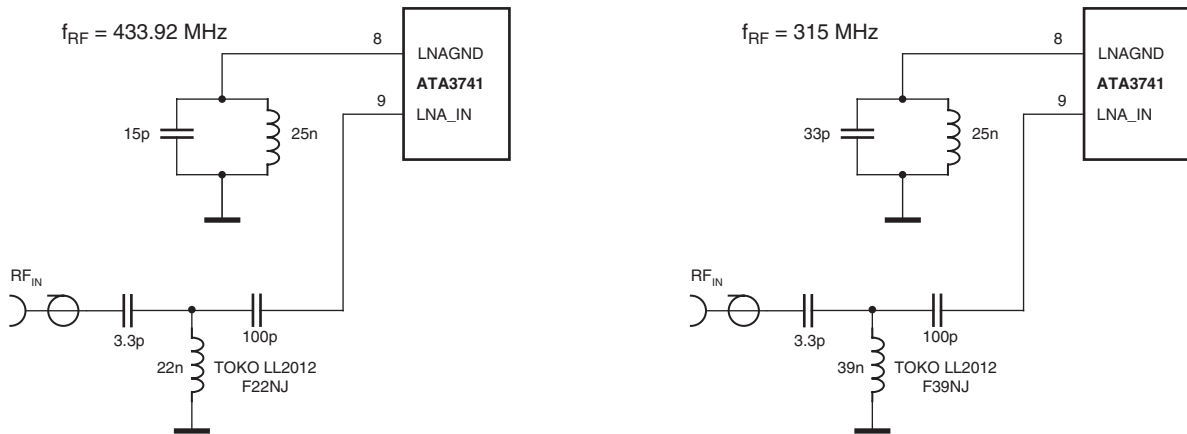 f_RF = 433.92 MHz
8
LNAGND
ATA3741
9
LNA_IN
15p
25n
RF_IN
3.3p
100p
22n
TOKO LL2012
F22NJ
f_RF = 315 MHz
8
LNAGND
ATA3741
9
LNA_IN
33p
25n
RF_IN
3.3p
100p
39n
TOKO LL2012
F39NJ